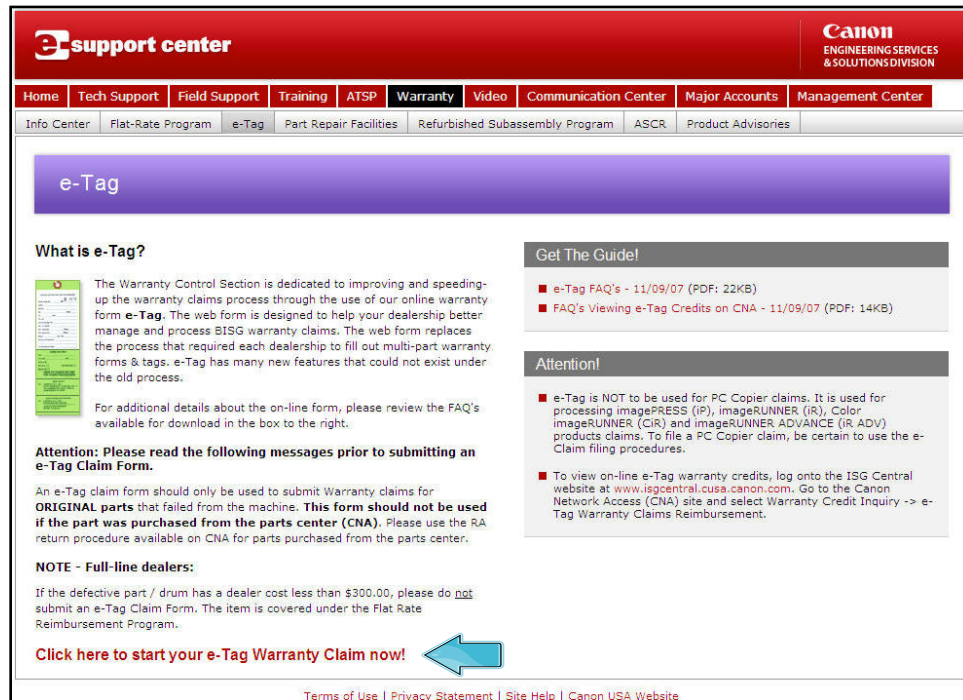 e-support center
Canon
ENGINEERING SERVICES
& SOLUTIONS DIVISION
Home Tech Support Field Support Training ATSP Warranty Video Communication Center Major Accounts Management Center
Info Center Flat-Rate Program e-Tag Part Repair Facilities Refurbished Subassembly Program ASCR Product Advisories
e-Tag
What is e-Tag?
The Warranty Control Section is dedicated to improving and speeding-
up the warranty claims process through the use of our online warranty
form e-Tag. The web form is designed to help your dealership better
manage and process BISG warranty claims. The web form replaces
the process that required each dealership to fill out multi-part warranty
forms & tags. e-Tag has many new features that could not exist under
the old process.
For additional details about the on-line form, please review the FAQ's
available for download in the box to the right.
Attention: Please read the following messages prior to submitting an
e-Tag Claim Form.
An e-Tag claim form should only be used to submit Warranty claims for
ORIGINAL parts that failed from the machine. This form should not be used
if the part was purchased from the parts center (CNA). Please use the RA
return procedure available on CNA for parts purchased from the parts center.
NOTE - Full-line dealers:
If the defective part / drum has a dealer cost less than $300.00, please do not
submit an e-Tag Claim Form. The item is covered under the Flat Rate
Reimbursement Program.
Click here to start your e-Tag Warranty Claim now!
Get The Guide!
e-Tag FAQ's - 11/09/07 (PDF: 22KB)
FAQ's Viewing e-Tag Credits on CNA - 11/09/07 (PDF: 14KB)
Attention!
e-Tag is NOT to be used for PC Copier claims. It is used for
processing imagePRESS (iP), imageRUNNER (iR), Color
imageRUNNER (CiR) and imageRUNNER ADVANCE (iR ADV)
products claims. To file a PC Copier claim, be certain to use the e-
Claim filing procedures.
To view on-line e-Tag warranty credits, log onto the ISG Central
website at www.isgcentral.cusa.canon.com. Go to the Canon
Network Access (CNA) site and select Warranty Credit Inquiry -> e-
Tag Warranty Claims Reimbursement.
Terms of Use | Privacy Statement | Site Help | Canon USA Website